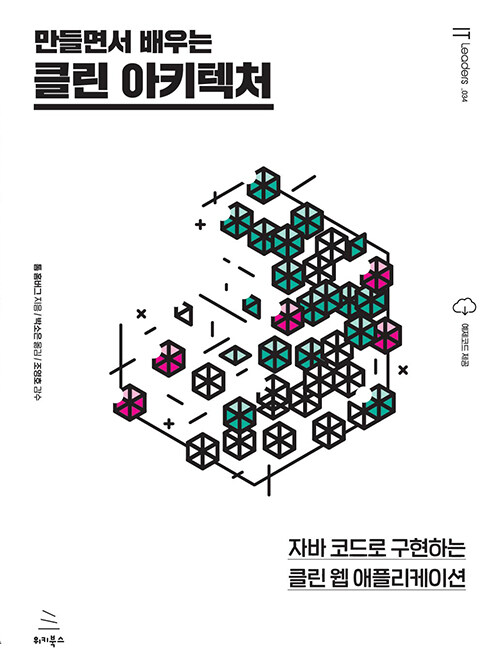 만들면서 배우는
클린 아키텍처
IT Leaders .034
톰 홈버그 지음 / 박소은 옮김 / 조영호 감수
예제코드 제공
자바 코드로 구현하는
클린 웹 애플리케이션
위키북스